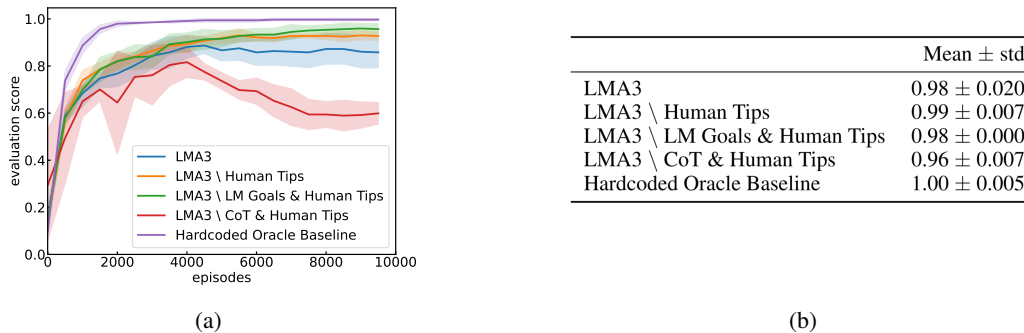 1.0
0.8
0.6
0.4
0.2
0.0
evaluation score
0
2000
4000
6000
8000
10000
episodes
LMA3
LMA3 \ Human Tips
LMA3 \ LM Goals & Human Tips
LMA3 \ CoT & Human Tips
Hardcoded Oracle Baseline
(a)
Mean ± std
LMA3 0.98 ± 0.020
LMA3 \ Human Tips 0.99 ± 0.007
LMA3 \ LM Goals & Human Tips 0.98 ± 0.000
LMA3 \ CoT & Human Tips 0.96 ± 0.007
Hardcoded Oracle Baseline 1.00 ± 0.005
(b)